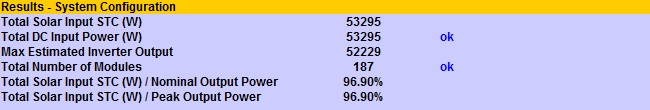 Results - System Configuration
Total Solar Input STC (W) 53295
Total DC Input Power (W) 53295 ok
Max Estimated Inverter Output 52229
Total Number of Modules 187 ok
Total Solar Input STC (W) / Nominal Output Power 96.90%
Total Solar Input STC (W) / Peak Output Power 96.90%